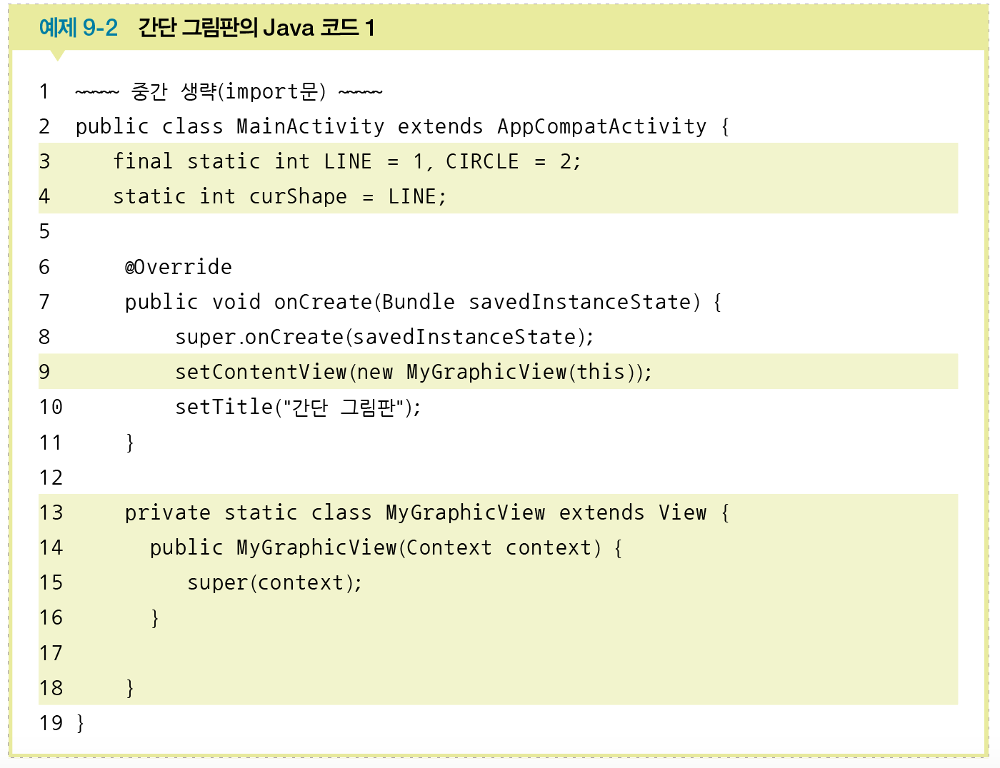 예제 9-2 간단 그림판의 Java 코드 1
1 ~~~~~ 중간 생략(import문) ~~~~~
2 public class MainActivity extends AppCompatActivity {
3 final static int LINE = 1, CIRCLE = 2;
4 static int curShape = LINE;
5
6 @Override
7 public void onCreate(Bundle savedInstanceState) {
8 super.onCreate(savedInstanceState);
9 setContentView(new MyGraphicView(this));
10 setTitle("간단 그림판");
11 }
12
13 private static class MyGraphicView extends View {
14 public MyGraphicView(Context context) {
15 super(context);
16 }
17
18 }
19 }